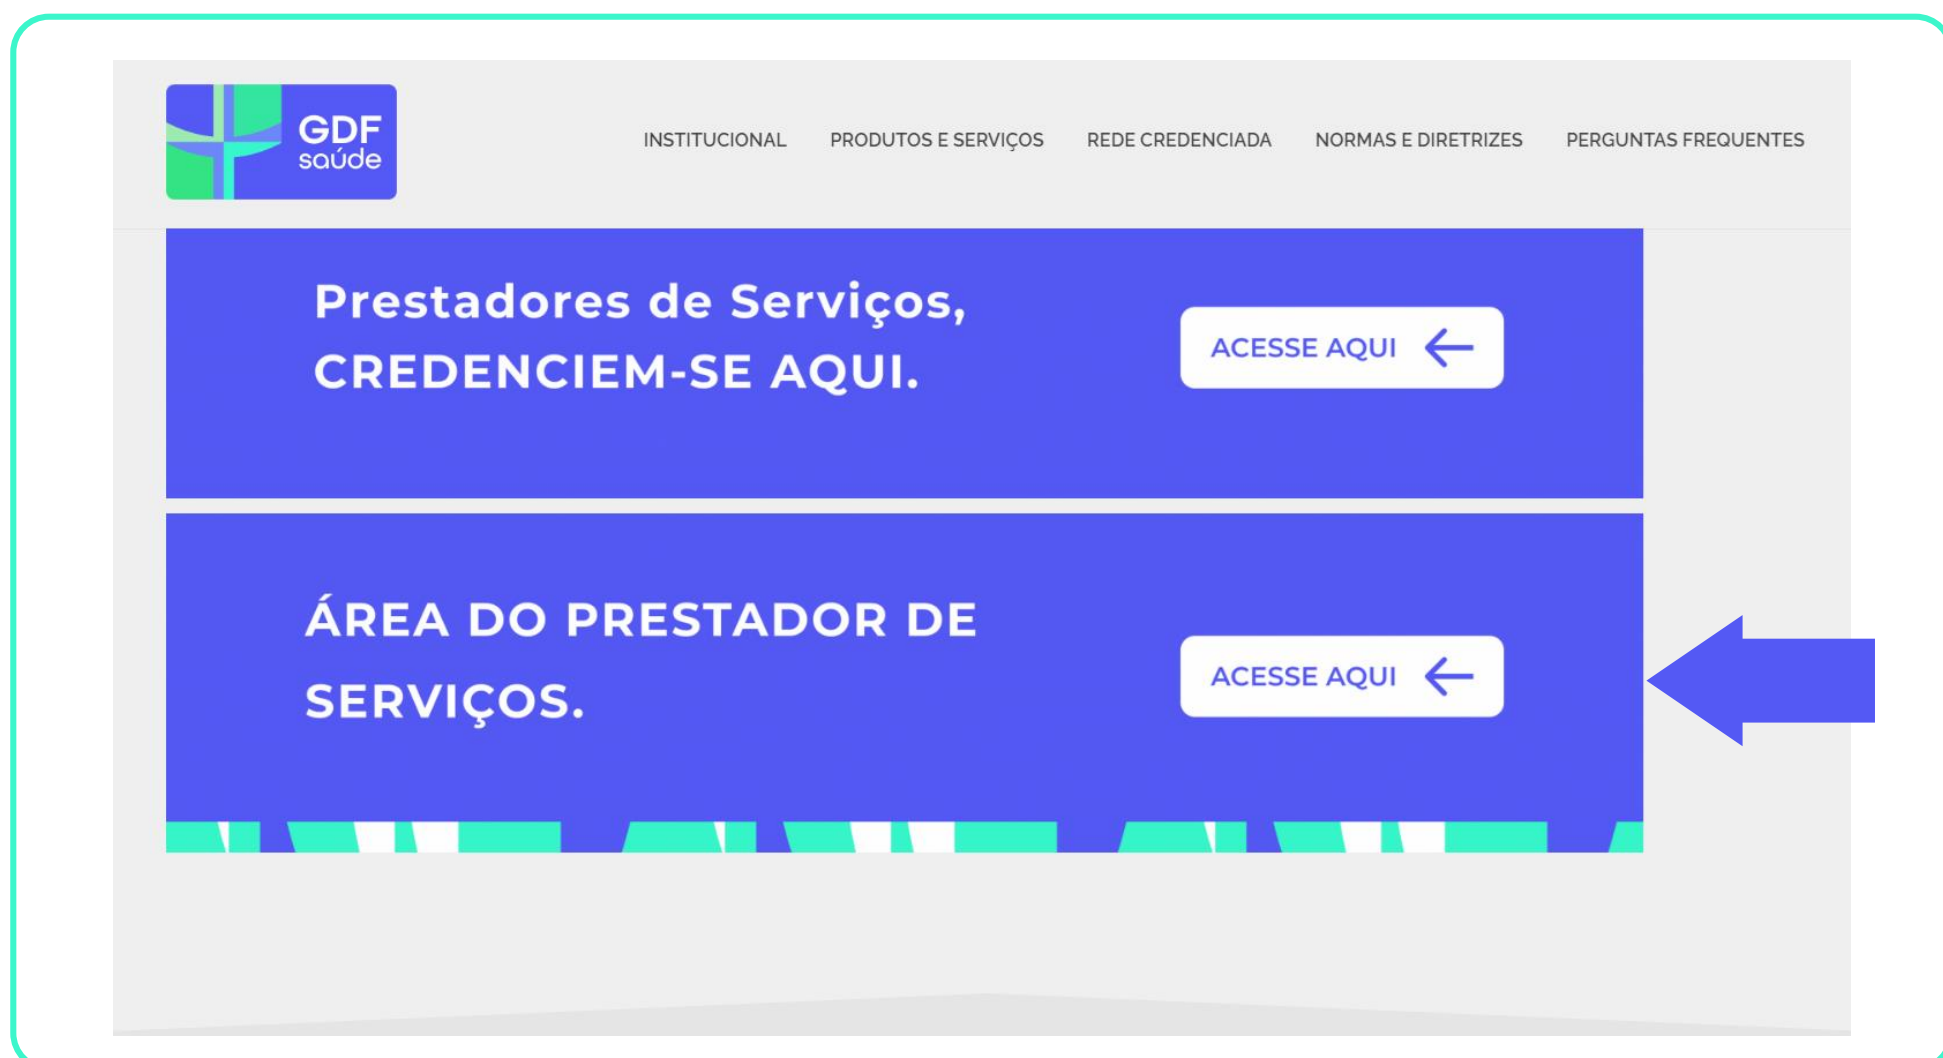 GDF
saúde
INSTITUCIONAL PRODUTOS E SERVIÇOS REDE CREDENCIADA NORMAS E DIRETRIZES PERGUNTAS FREQUENTES
Prestadores de Serviços,
CREDENCIEM-SE AQUI.
ACESSE AQUI
ÁREA DO PRESTADOR DE
SERVIÇOS.
ACESSE AQUI